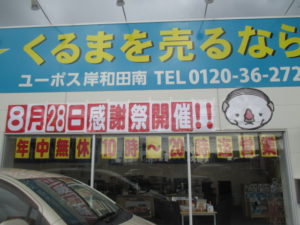 くるまを売るなら
ユーポス岸和田南 TEL 0120-36-272
8月28日感謝祭開催!!
年中無休 10時～20時